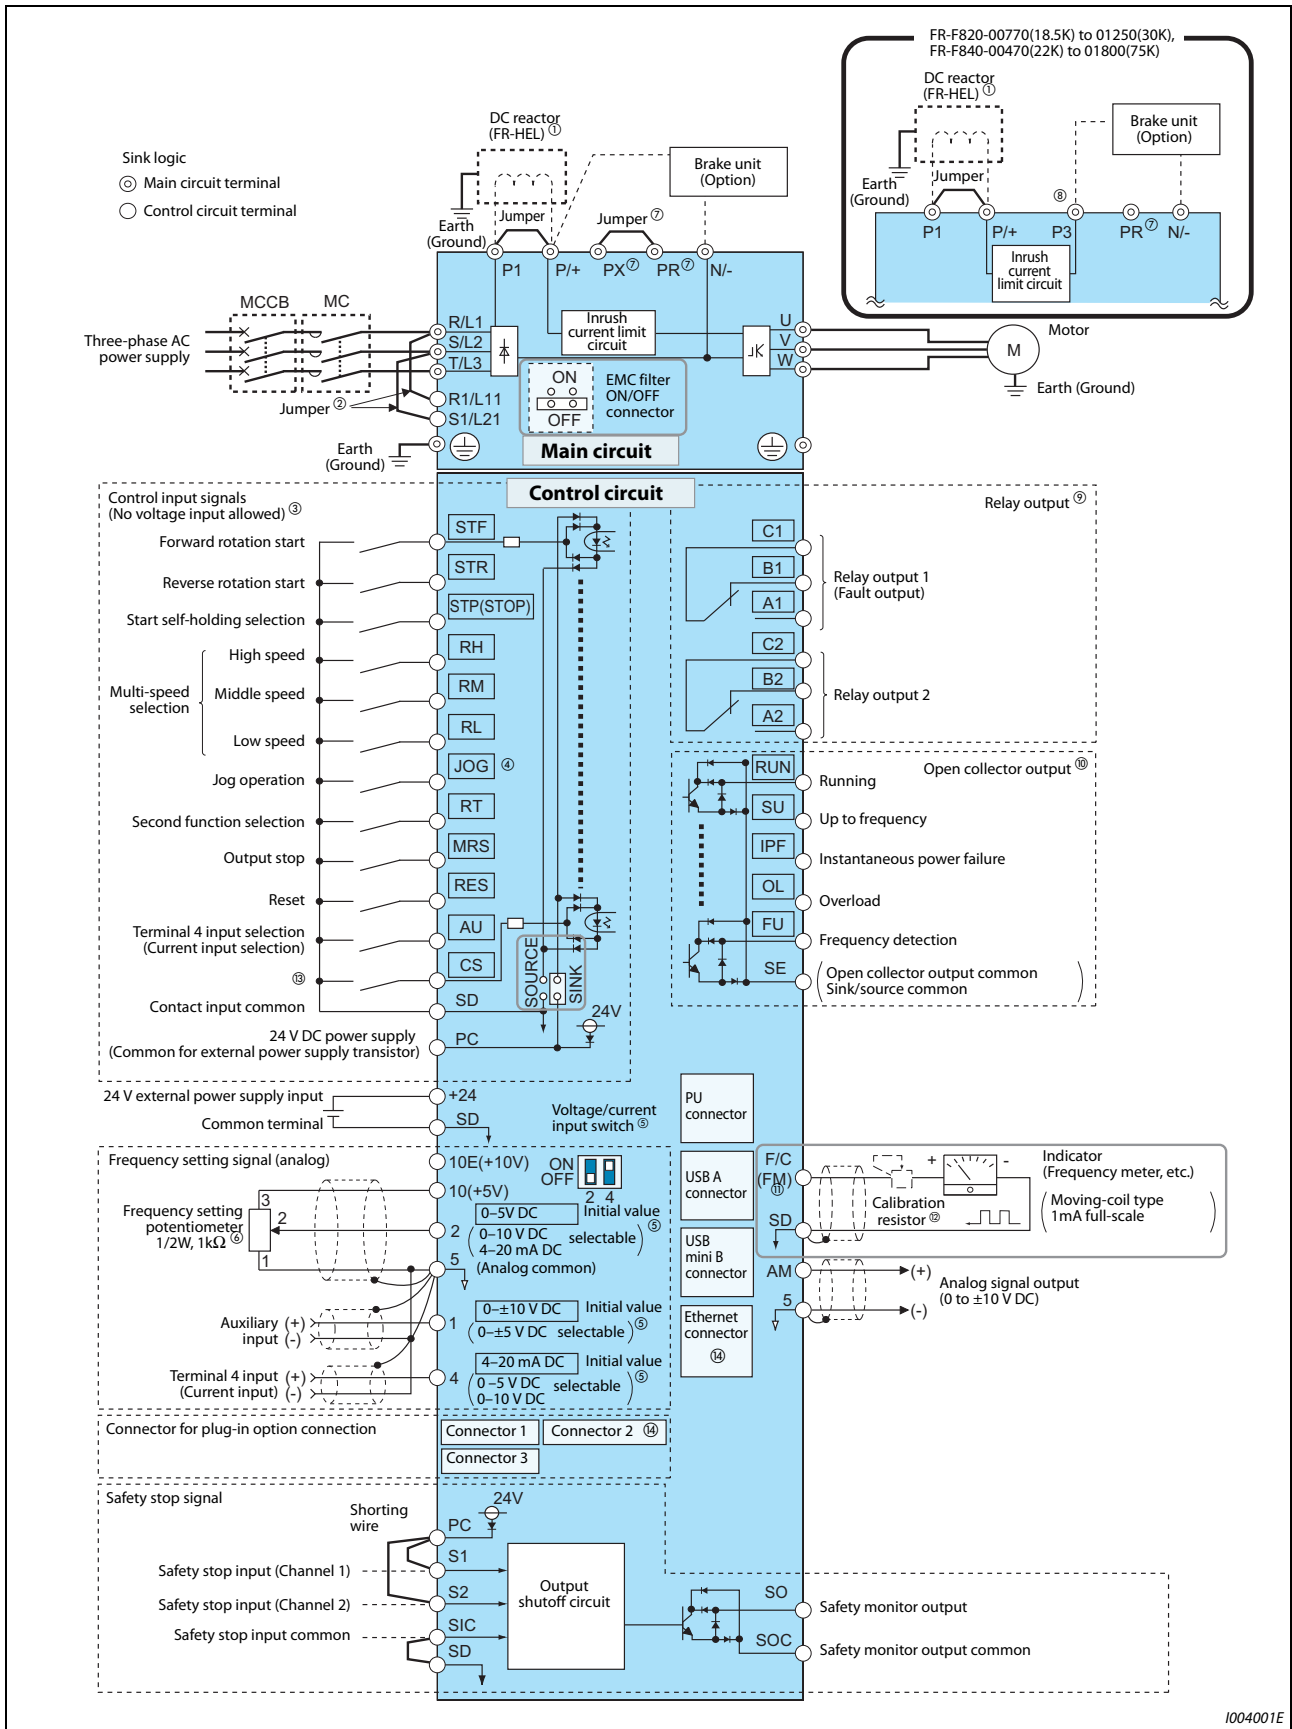 FR-F820-00770(18.5K) to 01250(30K),
FR-F840-00470(22K) to 01800(75K)
DC reactor
(FR-HEL) ①
Brake unit
(Option)
Earth
(Ground)
Jumper
⑧
P1
P/+
P3
PR⑦
N/-
Inrush
current
limit circuit
Sink logic
Main circuit terminal
Control circuit terminal
DC reactor
(FR-HEL) ①
Brake unit
(Option)
Earth
(Ground)
Jumper
Jumper ⑦
P1
P/+
PX⑦
PR⑦
N/-
MCCB
MC
Three-phase AC
power supply
R/L1
S/L2
T/L3
R1/L11
S1/L21
Jumper ②
Earth
(Ground)
Inrush
current limit
circuit
ON
OFF
EMC filter
ON/OFF
connector
U
V
W
Motor
M
Earth (Ground)
Main circuit
Control circuit
Control input signals
(No voltage input allowed) ③
Forward rotation start
STF
Reverse rotation start
STR
Start self-holding selection
STP(STOP)
Multi-speed
selection
High speed
RH
Middle speed
RM
Low speed
RL
Jog operation
JOG ④
Second function selection
RT
Output stop
MRS
Reset
RES
Terminal 4 input selection
(Current input selection)
AU
⑬
CS
SOURCE
SINK
Contact input common
SD
24V
24 V DC power supply
(Common for external power supply transistor)
PC
Relay output ⑨
C1
B1
A1
Relay output 1
(Fault output)
C2
B2
A2
Relay output 2
Open collector output ⑩
RUN
Running
SU
Up to frequency
IPF
Instantaneous power failure
OL
Overload
FU
Frequency detection
SE
Open collector output common
Sink/source common
24 V external power supply input
+24
Common terminal
SD
Voltage/current
input switch ⑤
PU
connector
Frequency setting signal (analog)
10E(+10V)
ON
OFF
2 4
10(+5V)
Frequency setting
potentiometer
1/2W, 1kΩ ⑥
3
2
1
2
0–5V DC
Initial value
(0–10 V DC
4–20 mA DC
selectable)⑤
5
(Analog common)
Auxiliary (+)
input (-)
1
0–±10 V DC
Initial value
(0–±5 V DC selectable)⑤
Terminal 4 input (+)
(Current input) (-)
4
4–20 mA DC
Initial value
(0 –5 V DC
0–10 V DC
selectable)⑤
USB A
connector
USB
mini B
connector
Ethernet
connector
⑭
F/C
(FM)
⑪
SD
Calibration
resistor ⑫
+
-
Indicator
(Frequency meter, etc.)
(Moving-coil type
1mA full-scale)
AM
(+)
5
(-)
Analog signal output
(0 to ±10 V DC)
Connector for plug-in option connection
Connector 1
Connector 2 ⑭
Connector 3
Safety stop signal
Shorting
wire
24V
PC
Safety stop input (Channel 1)
S1
Safety stop input (Channel 2)
S2
Safety stop input common
SIC
SD
Output
shutoff circuit
SO
Safety monitor output
SOC
Safety monitor output common
I004001E